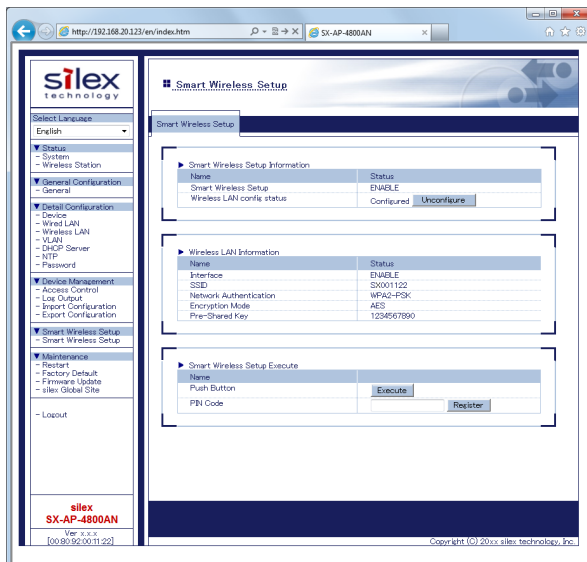 http://192.168.20.123/en/index.htm
SX-AP-4800AN
silex
technology
Smart Wireless Setup
Select Language
English
Smart Wireless Setup
▼ Status
- System
- Wireless Station
▼ General Configuration
- General
▼ Detail Configuration
- Device
- Wired LAN
- Wireless LAN
- VLAN
- DHCP Server
- NTP
- Password
▼ Device Management
- Access Control
- Log Output
- Import Configuration
- Export Configuration
▼ Smart Wireless Setup
- Smart Wireless Setup
▼ Maintenance
- Restart
- Factory Default
- Firmware Update
- silex Global Site
- Logout
silex
SX-AP-4800AN
Ver x.x.x
[00:80:92:00:11:22]
▶ Smart Wireless Setup Information
Name Status
Smart Wireless Setup ENABLE
Wireless LAN config status Configured Unconfigure
▶ Wireless LAN Information
Name Status
Interface ENABLE
SSID SX001122
Network Authentication WPA2-PSK
Encryption Mode AES
Pre-Shared Key 1234567890
▶ Smart Wireless Setup Execute
Name
Push Button Execute
PIN Code Register
Copyright (C) 20xx silex technology, Inc.